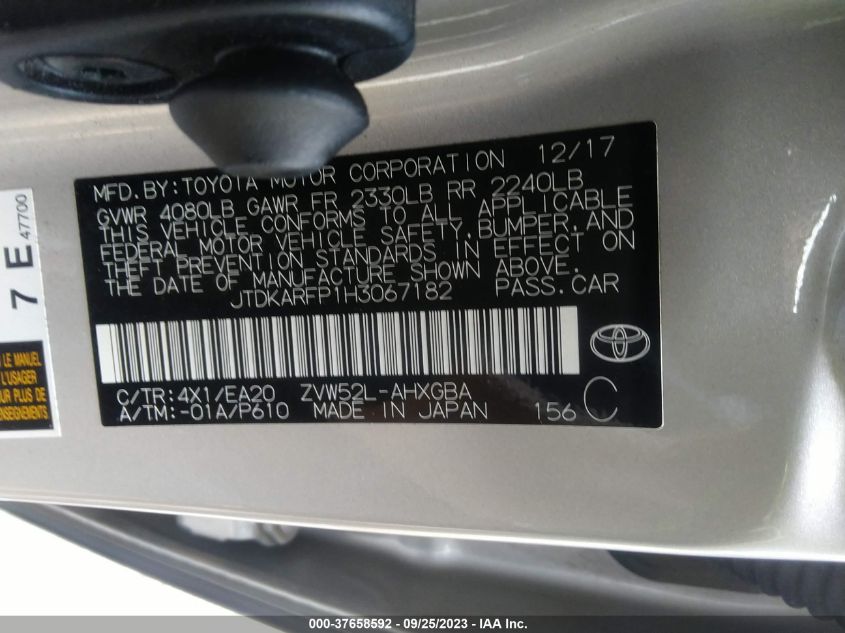 MFD. BY: TOYOTA MOTOR CORPORATION 12/17
GVWR 4080LB GAWR FR 2330LB RR 2240LB
THIS VEHICLE CONFORMS TO ALL APPLICABLE
FEDERAL MOTOR VEHICLE SAFETY, BUMPER, AND
THEFT PREVENTION STANDARDS IN EFFECT ON
THE DATE OF MANUFACTURE SHOWN ABOVE.
JTDKARFP1H3067182 PASS. CAR
C/TR: 4X1/EA20 ZVW52L-AHXGBA
A/TM: -01A/P610 MADE IN JAPAN 156 C
7 E 47700
LE MANUEL
L'USAGER
PLUS DE
ENSEIGNEMENTS
000-37658592 - 09/25/2023 - IAA Inc.